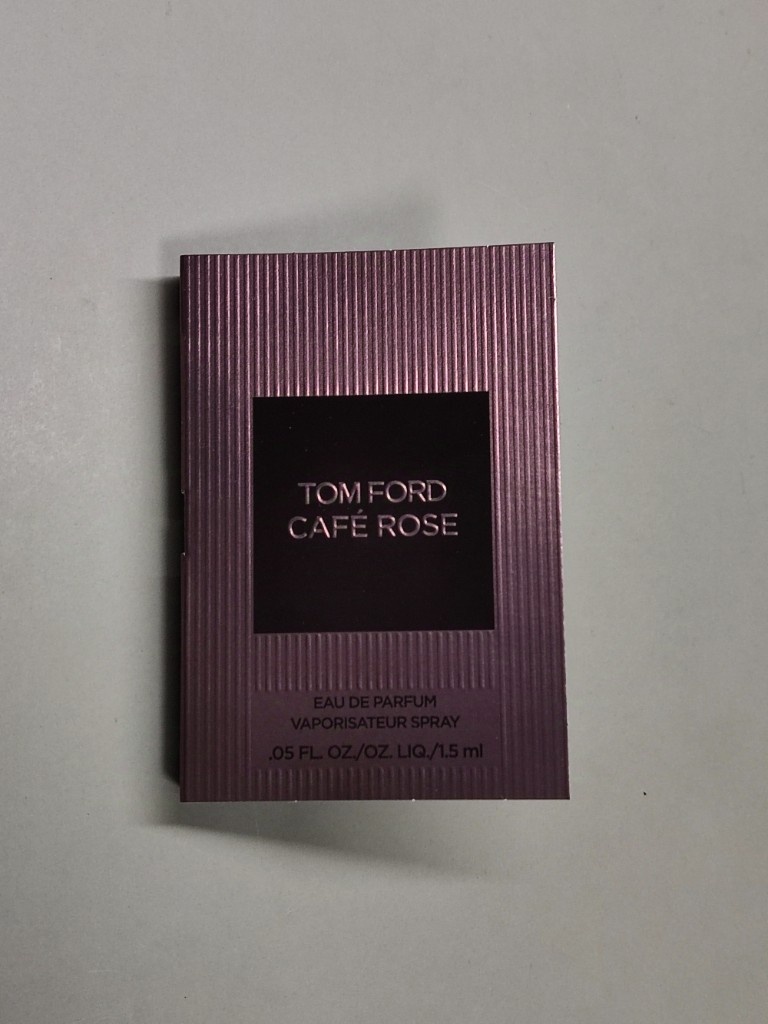 TOM FORD
CAFÉ ROSE
EAU DE PARFUM
VAPORISATEUR SPRAY
.05 FL. OZ./OZ. LIQ./1.5 ml